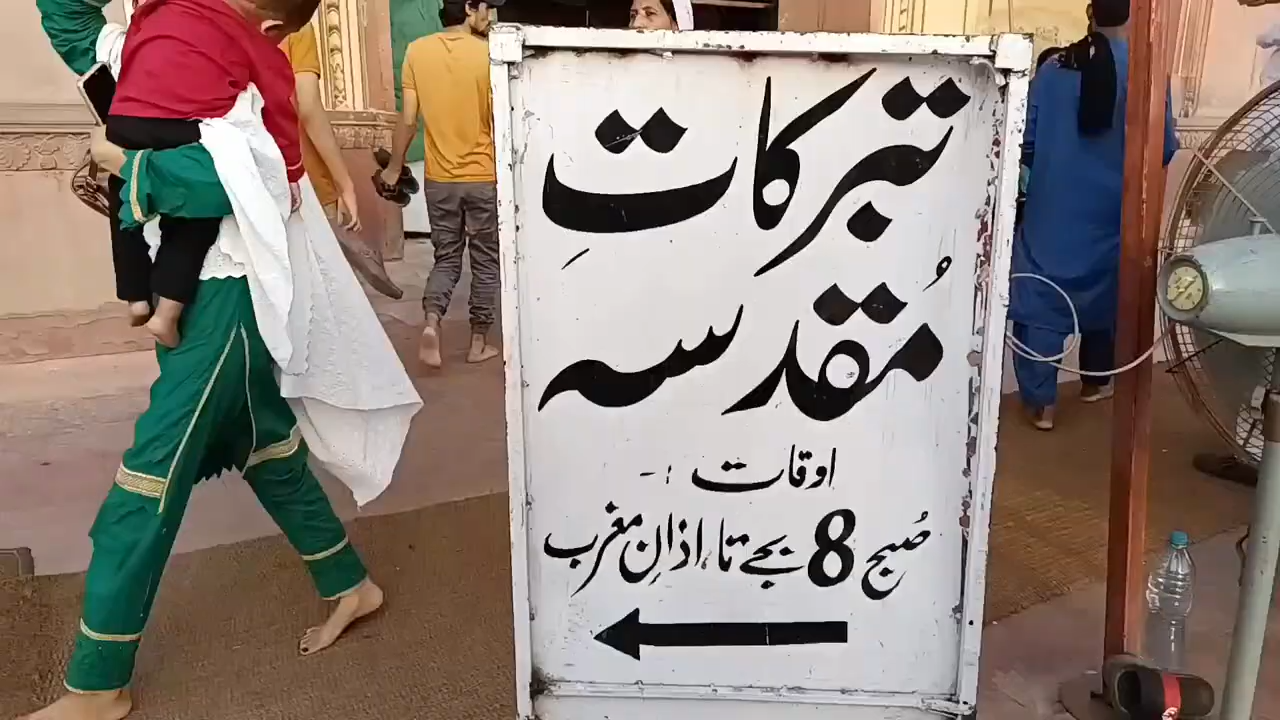 تبرکاتِ
مُقدسہ
اوقات :-
صُبح 8 بجے تا، اذانِ مغرب